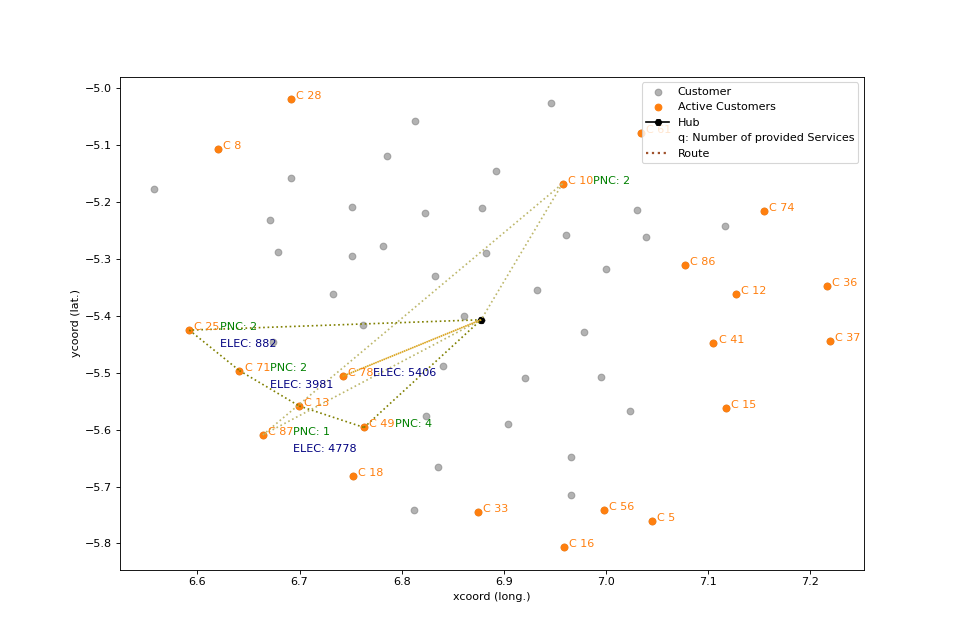 −5.0
−5.1
−5.2
−5.3
−5.4
−5.5
−5.6
−5.7
−5.8
ycoord (lat.)
6.6 6.7 6.8 6.9 7.0 7.1 7.2
xcoord (long.)
Customer
Active Customers
Hub
q: Number of provided Services
Route
C 28
C 8
C 10 PNC: 2
C 74
C 86
C 36
C 12
C 25 PNC: 2
ELEC: 882
C 41
C 37
C 71 PNC: 2
ELEC: 3981
C 78 ELEC: 5406
C 13
C 15
C 49 PNC: 4
C 87 PNC: 1
ELEC: 4778
C 18
C 33
C 56
C 5
C 16